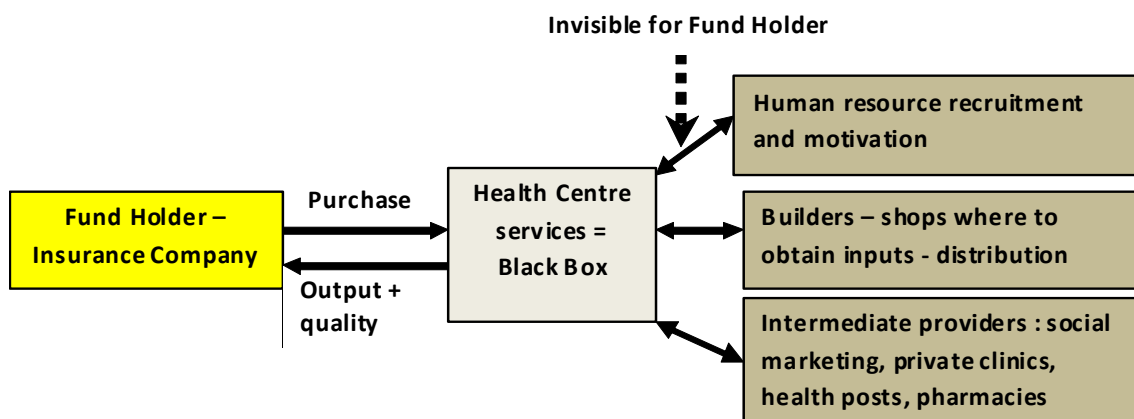 Invisible for Fund Holder
Human resource recruitment
and motivation
Purchase
Health Centre
services =
Black Box
Fund Holder –
Insurance Company
Builders – shops where to
obtain inputs - distribution
Output +
quality
Intermediate providers : social
marketing, private clinics,
health posts, pharmacies